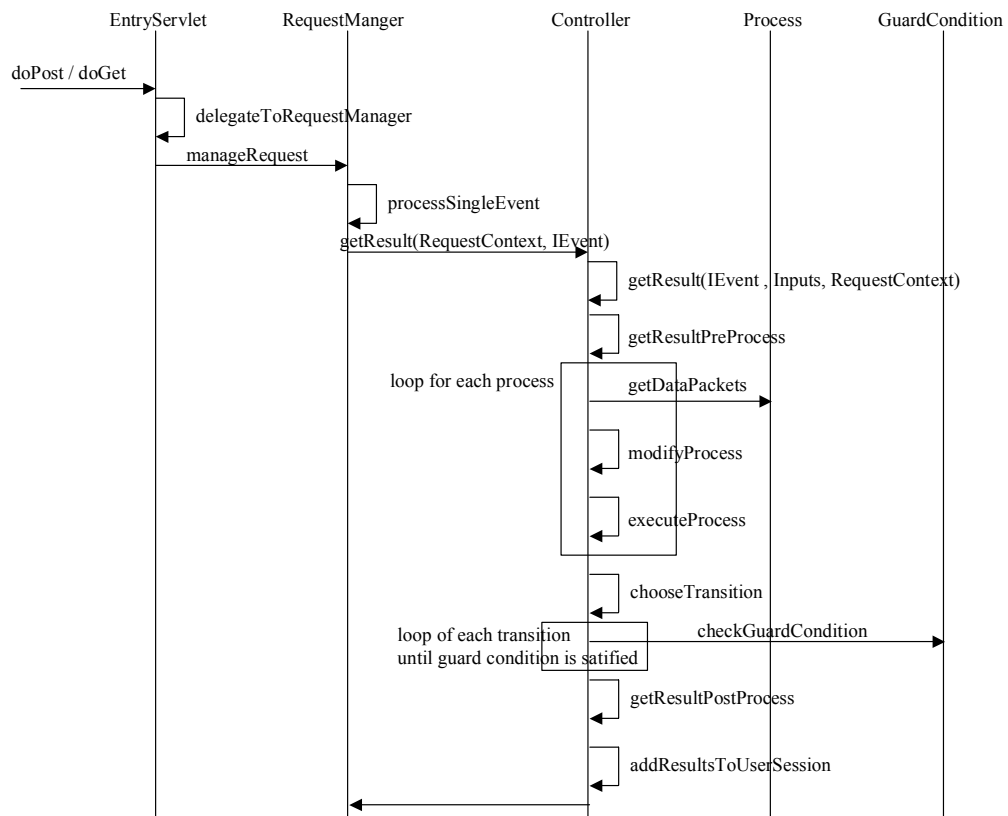 EntryServlet
RequestManger
Controller
Process
GuardCondition
doPost / doGet
delegateToRequestManager
manageRequest
processSingleEvent
getResult(RequestContext, IEvent)
getResult(IEvent , Inputs, RequestContext)
getResultPreProcess
loop for each process
getDataPackets
modifyProcess
executeProcess
chooseTransition
loop of each transition
until guard condition is satified
checkGuardCondition
getResultPostProcess
addResultsToUserSession